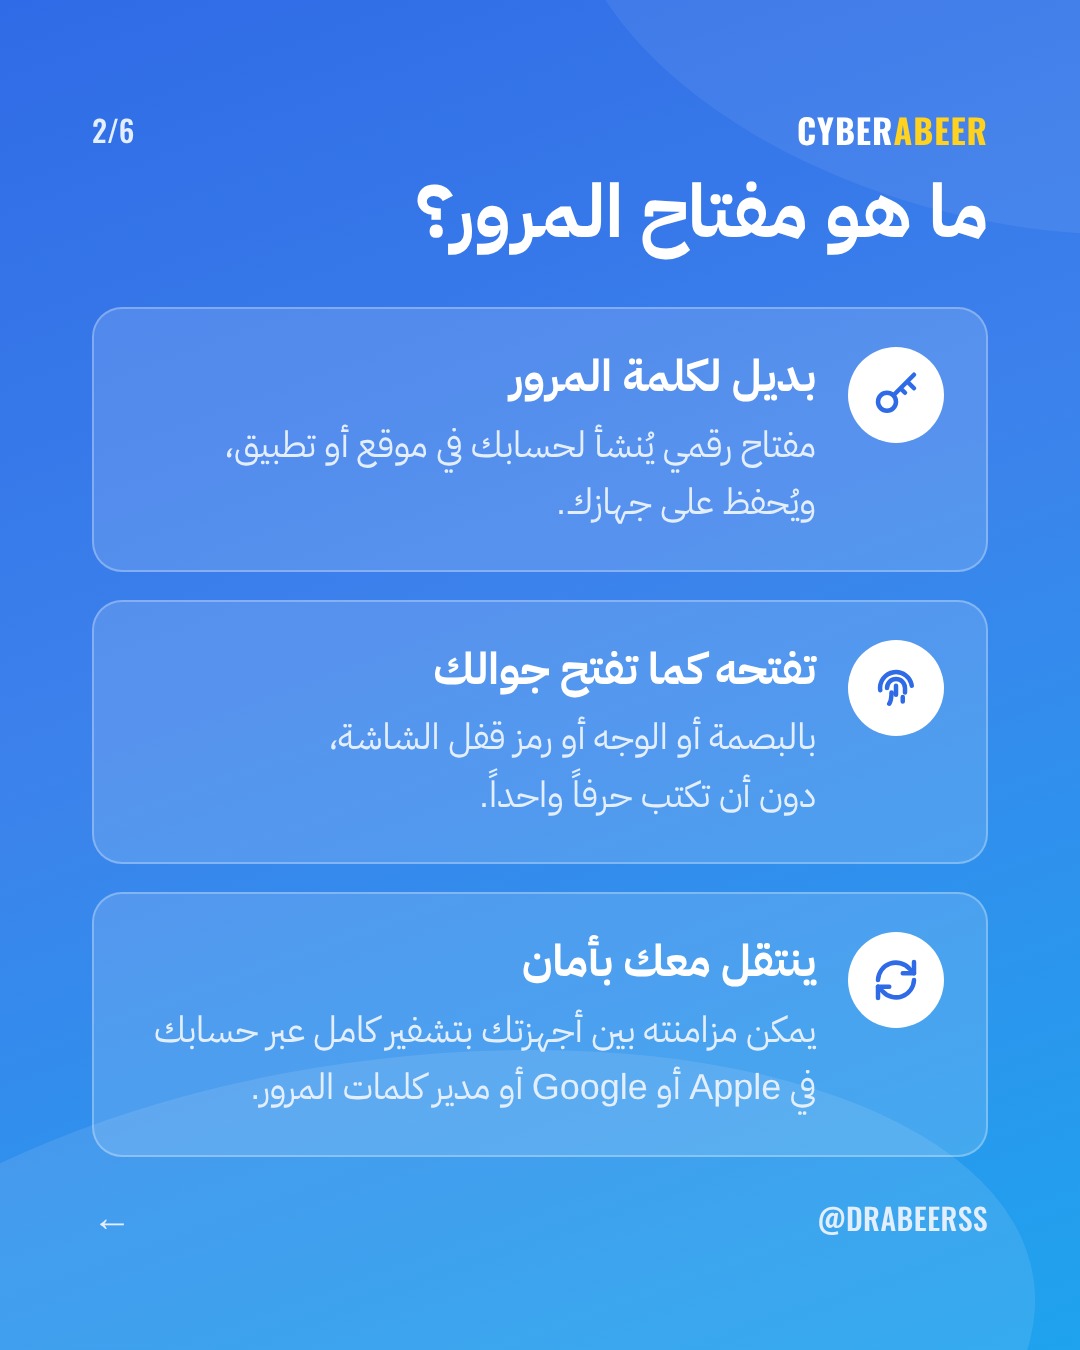 CYBERABEER
2/6
ما هو مفتاح المرور؟
بديل لكلمة المرور
مفتاح رقمي يُنشأ لحسابك في موقع أو تطبيق،
ويُحفظ على جهازك.
تفتحه كما تفتح جوالك
بالبصمة أو الوجه أو رمز قفل الشاشة،
دون أن تكتب حرفاً واحداً.
ينتقل معك بأمان
يمكن مزامنته بين أجهزتك بتشفير كامل عبر حسابك
في Apple أو Google أو مدير كلمات المرور.
@DRABEERSS
←